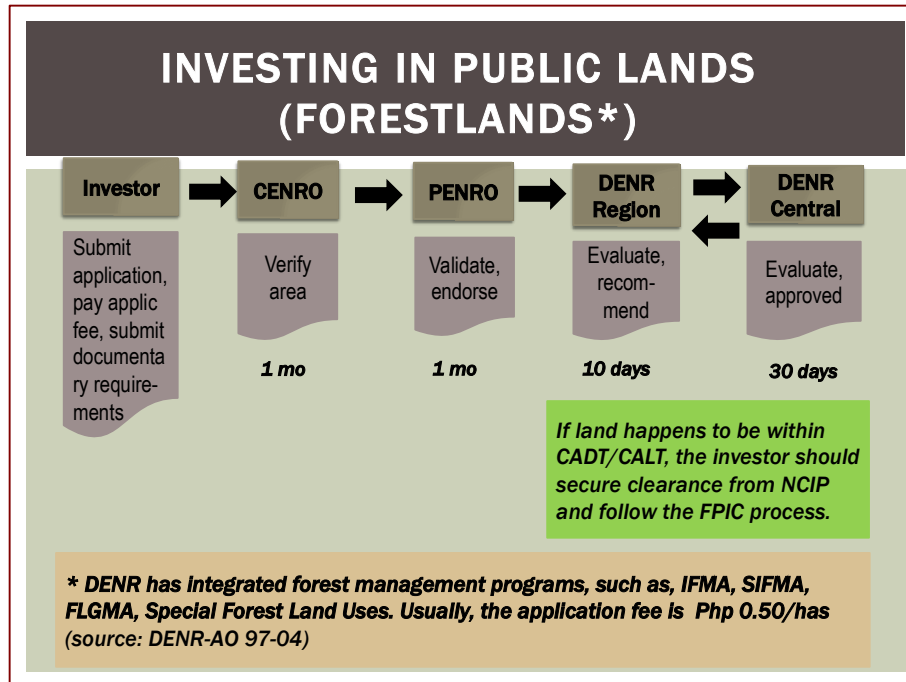 INVESTING IN PUBLIC LANDS
(FORESTLANDS*)
Investor
CENRO
PENRO
DENR
Region
DENR
Central
Submit
application,
pay applic
fee, submit
documenta
ry require-
ments
Verify
area
Validate,
endorse
Evaluate,
recom-
mend
Evaluate,
approved
1 mo
1 mo
10 days
30 days
If land happens to be within
CADT/CALT, the investor should
secure clearance from NCIP
and follow the FPIC process.
* DENR has integrated forest management programs, such as, IFMA, SIFMA,
FLGMA, Special Forest Land Uses. Usually, the application fee is Php 0.50/has
(source: DENR-AO 97-04)